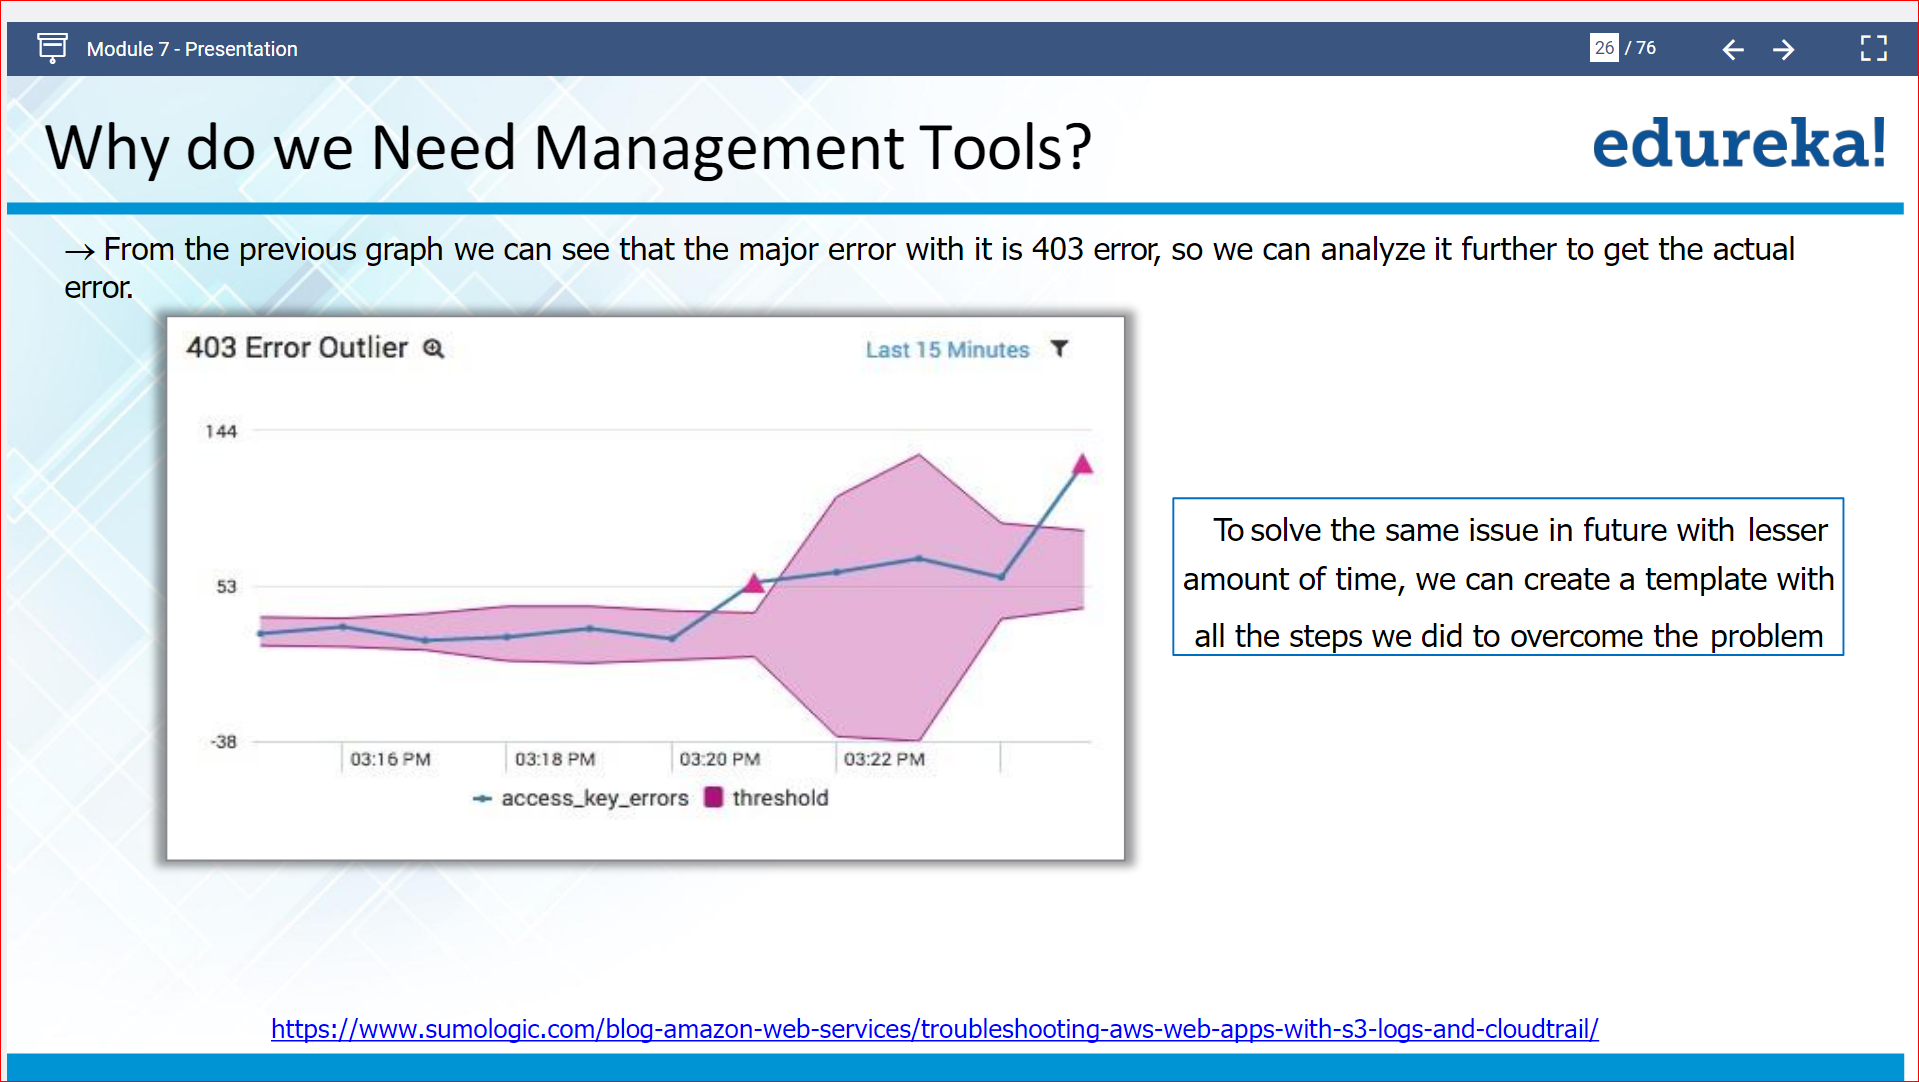 Module 7 - Presentation
26 / 76
Why do we Need Management Tools?
edureka!
→ From the previous graph we can see that the major error with it is 403 error, so we can analyze it further to get the actual
error.
403 Error Outlier
Last 15 Minutes
144
53
-38
03:16 PM
03:18 PM
03:20 PM
03:22 PM
access_key_errors
threshold
To solve the same issue in future with lesser
amount of time, we can create a template with
all the steps we did to overcome the problem
https://www.sumologic.com/blog-amazon-web-services/troubleshooting-aws-web-apps-with-s3-logs-and-cloudtrail/